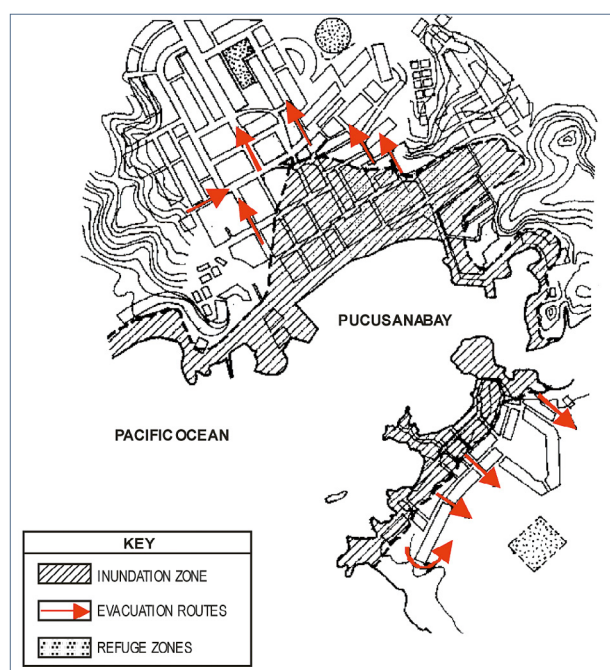 PUCUSANABAY
PACIFIC OCEAN
KEY
INUNDATION ZONE
EVACUATION ROUTES
REFUGE ZONES